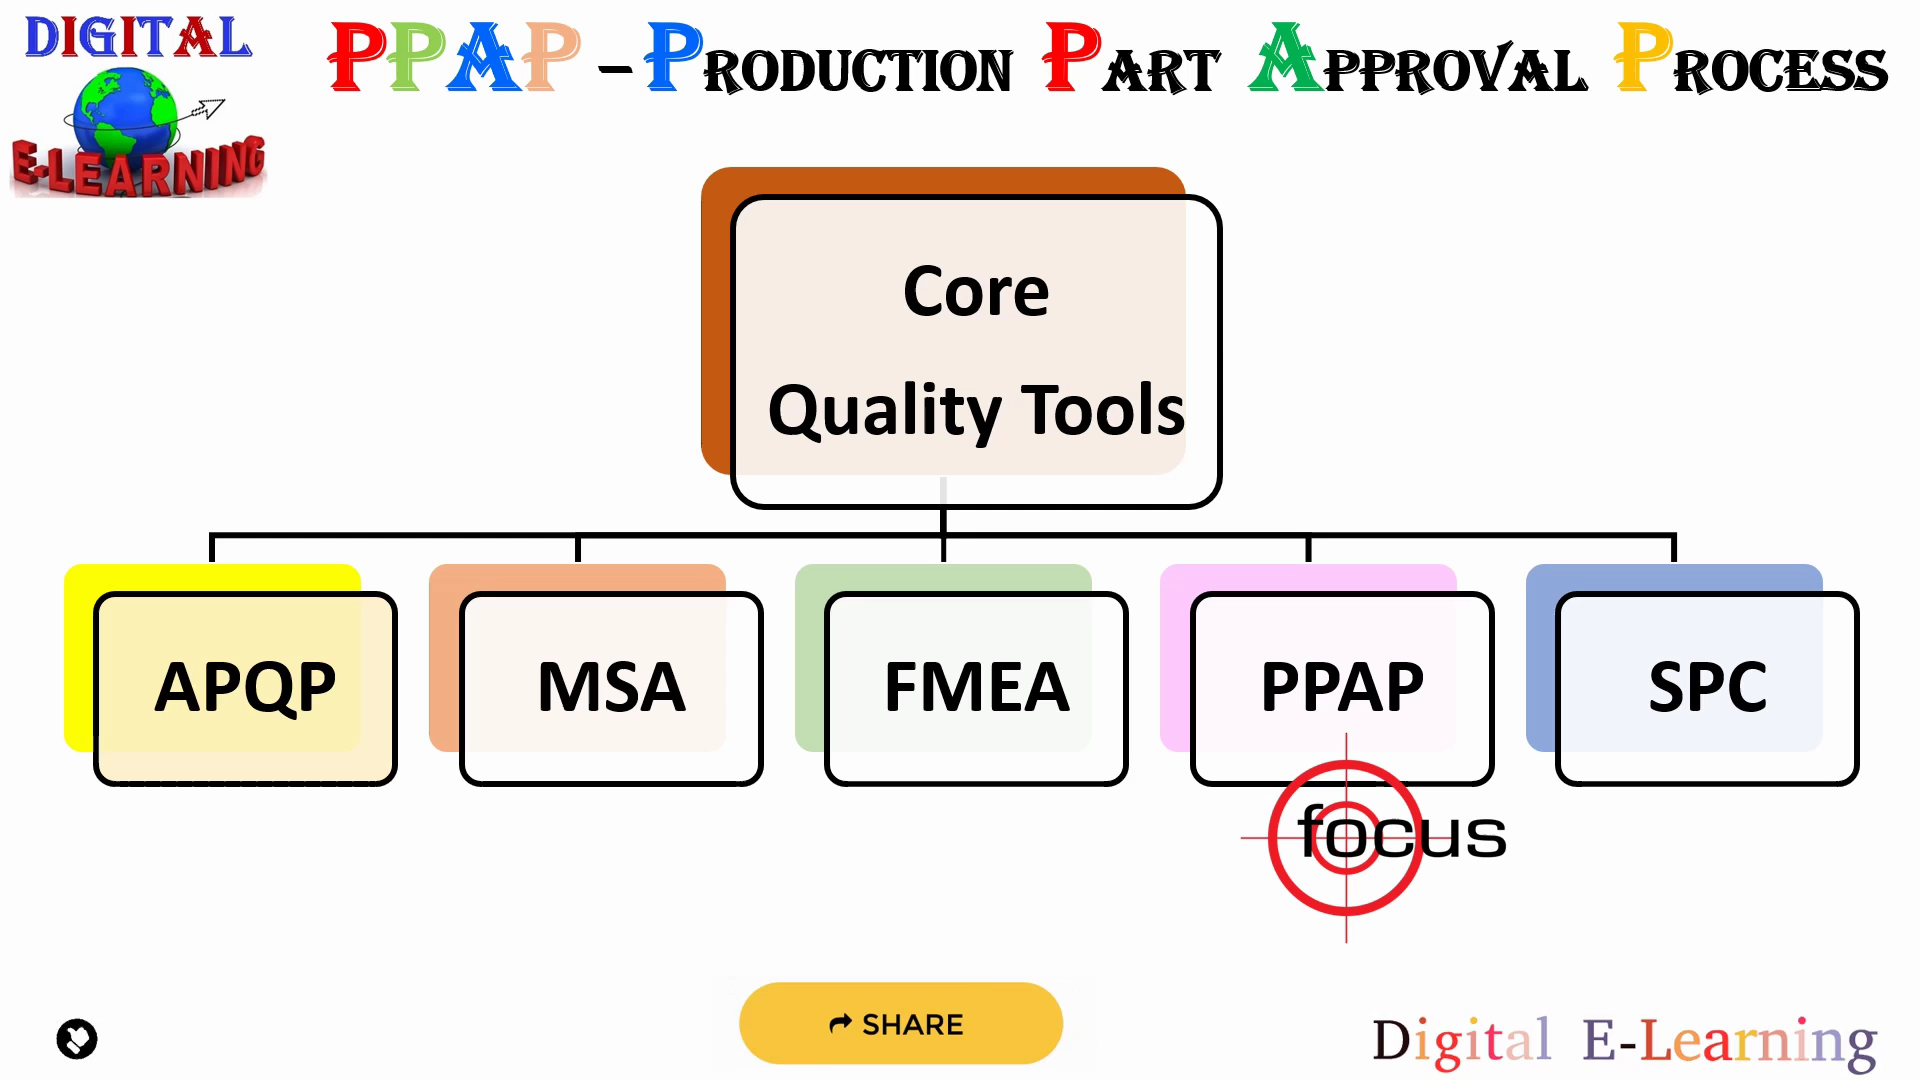 DIGITAL
E-LEARNING
PPAP – PRODUCTION PART APPROVAL PROCESS
Core
Quality Tools
APQP
MSA
FMEA
PPAP
SPC
focus
SHARE
Digital E-Learning